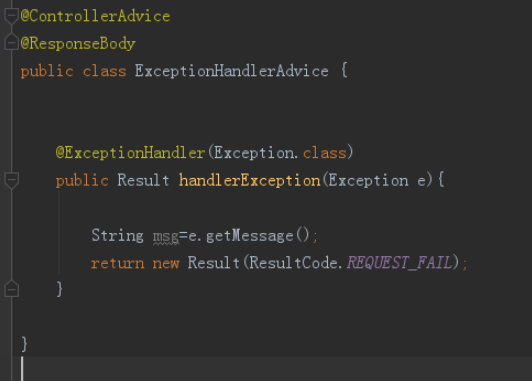 @ControllerAdvice
@ResponseBody
public class ExceptionHandlerAdvice {
@ExceptionHandler(Exception.class)
public Result handlerException(Exception e){
String msg=e.getMessage();
return new Result(ResultCode.REQUEST_FAIL);
}
}